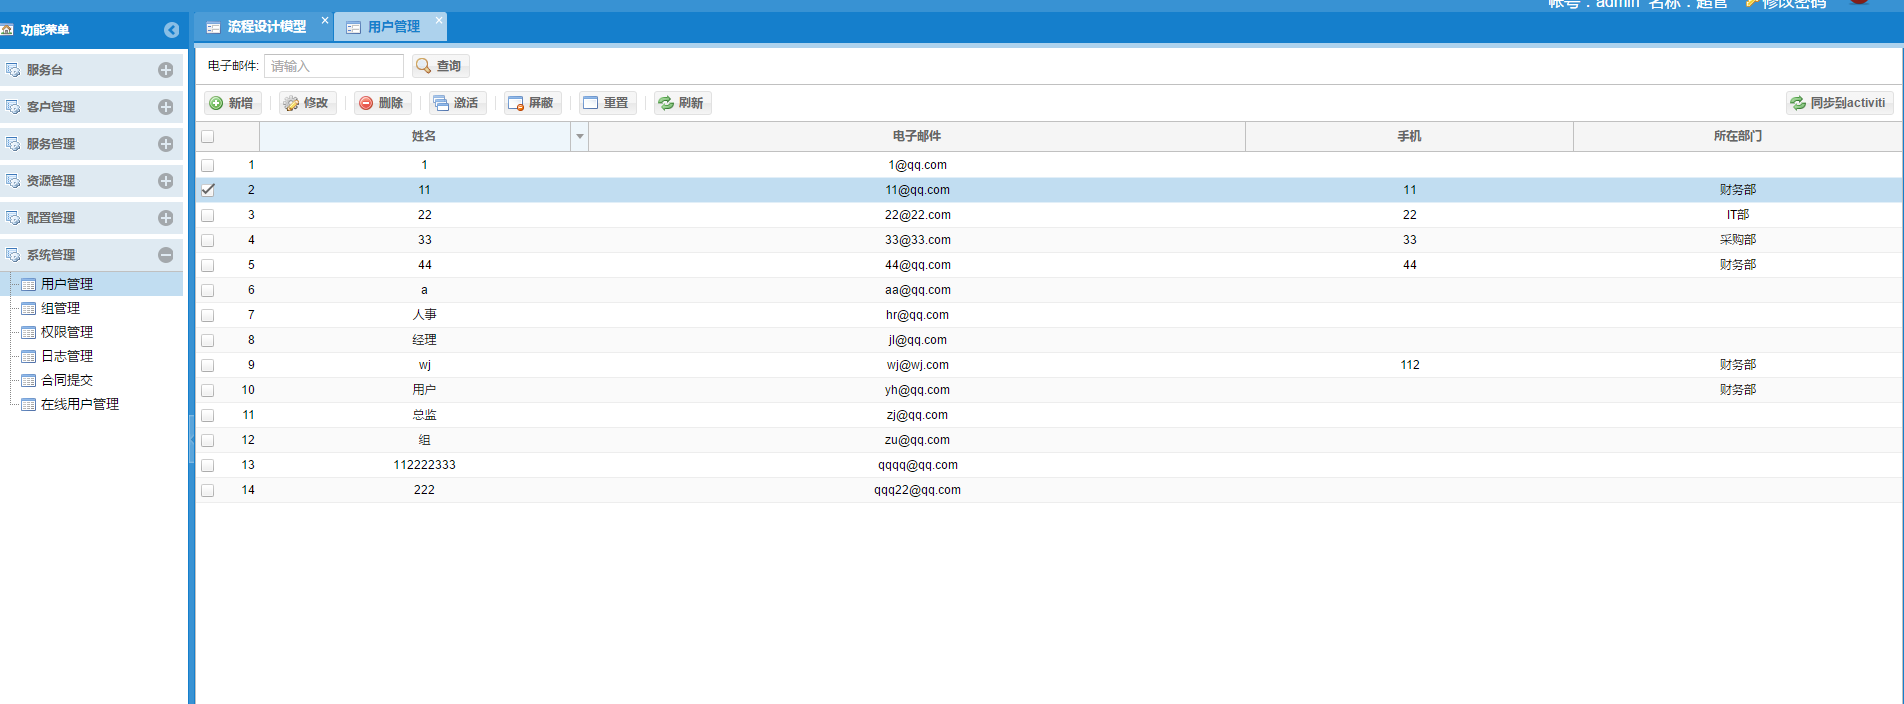 帐号：admin 名称：超管 修改密码
功能菜单
流程设计模型 用户管理
服务台
客户管理
服务管理
资源管理
配置管理
系统管理
用户管理
组管理
权限管理
日志管理
合同提交
在线用户管理
电子邮件: 请输入 查询
新增 修改 删除 激活 屏蔽 重置 刷新 同步到activiti
姓名 电子邮件 手机 所在部门
1 1 1@qq.com
2 11 11@qq.com 11 财务部
3 22 22@22.com 22 IT部
4 33 33@33.com 33 采购部
5 44 44@qq.com 44 财务部
6 a aa@qq.com
7 人事 hr@qq.com
8 经理 jl@qq.com
9 wj wj@wj.com 112 财务部
10 用户 yh@qq.com 财务部
11 总监 zj@qq.com
12 组 zu@qq.com
13 112222333 qqqq@qq.com
14 222 qqq22@qq.com